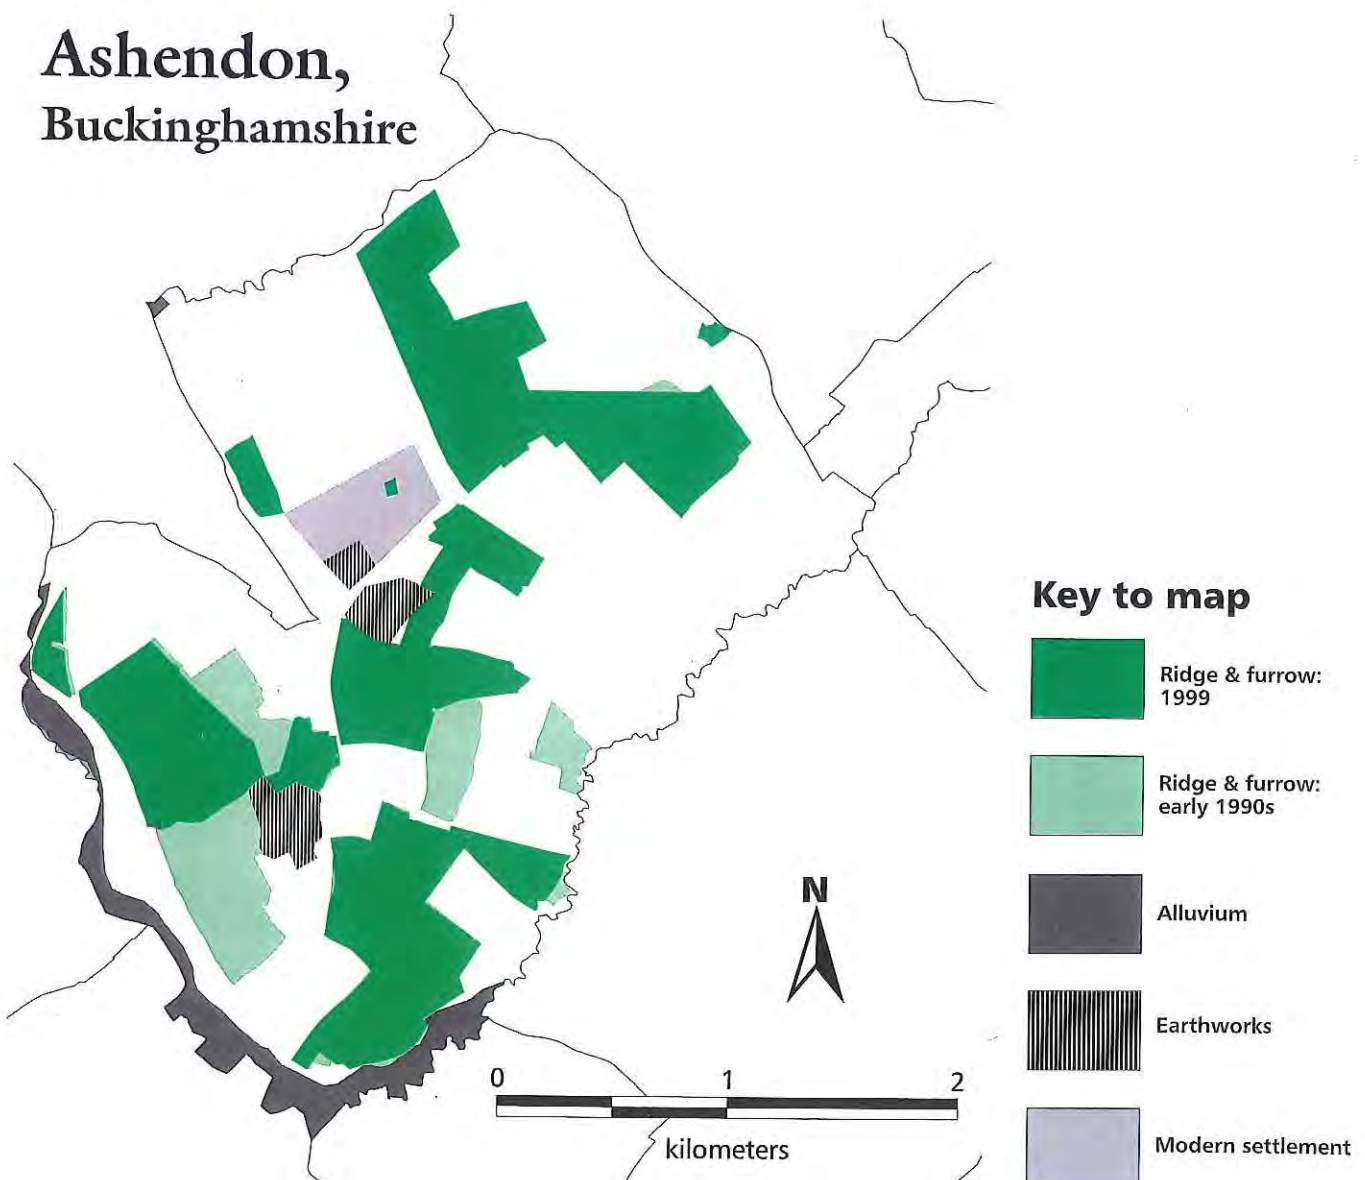 Ashendon,
Buckinghamshire
Key to map
Ridge & furrow:
1999
Ridge & furrow:
early 1990s
Alluvium
Earthworks
Modern settlement
N
0 1 2
kilometers